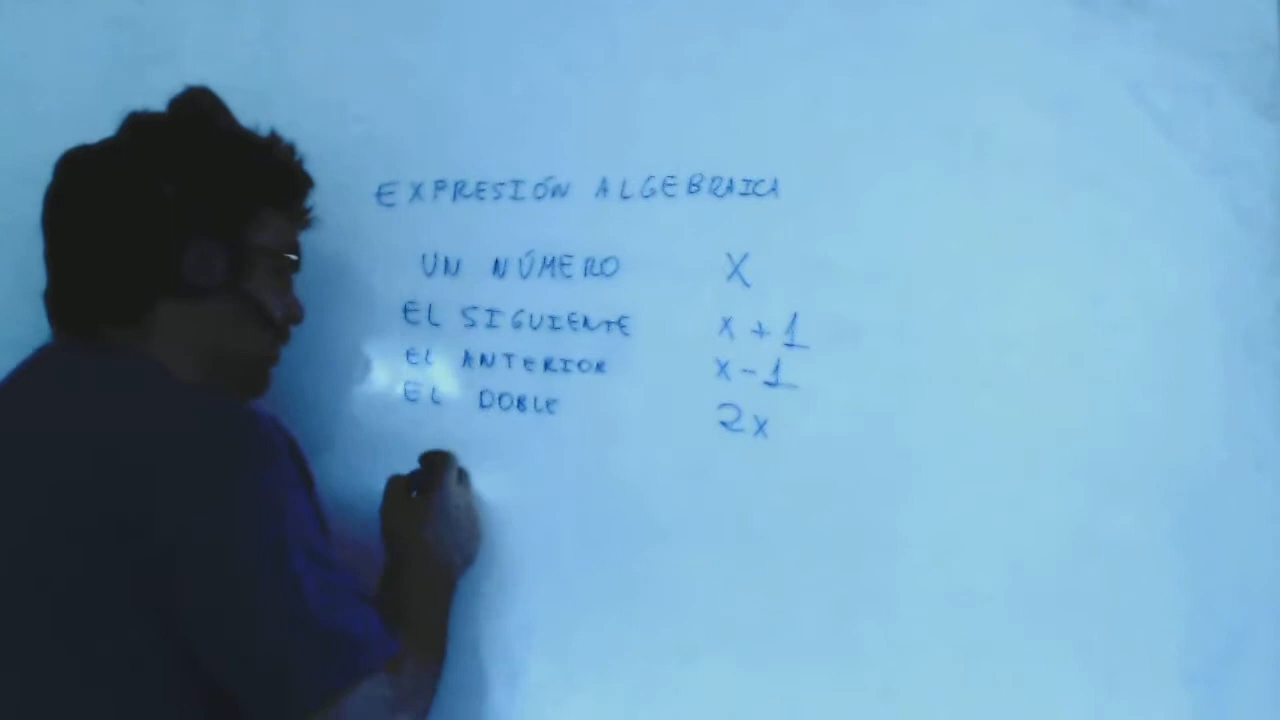 EXPRESIÓN ALGEBRAICA
UN NÚMERO X
EL SIGUIENTE x + 1
EL ANTERIOR x - 1
EL DOBLE 2x